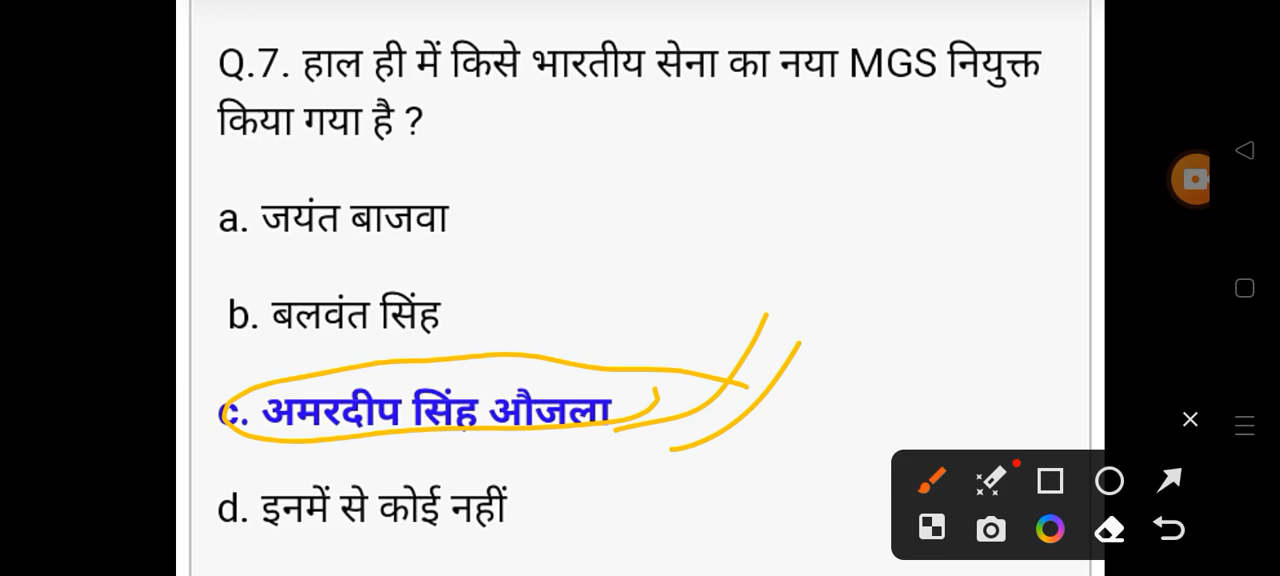 Q.7. हाल ही में किसे भारतीय सेना का नया MGS नियुक्त
किया गया है ?
a. जयंत बाजवा
b. बलवंत सिंह
c. अमरदीप सिंह औजला
d. इनमें से कोई नहीं